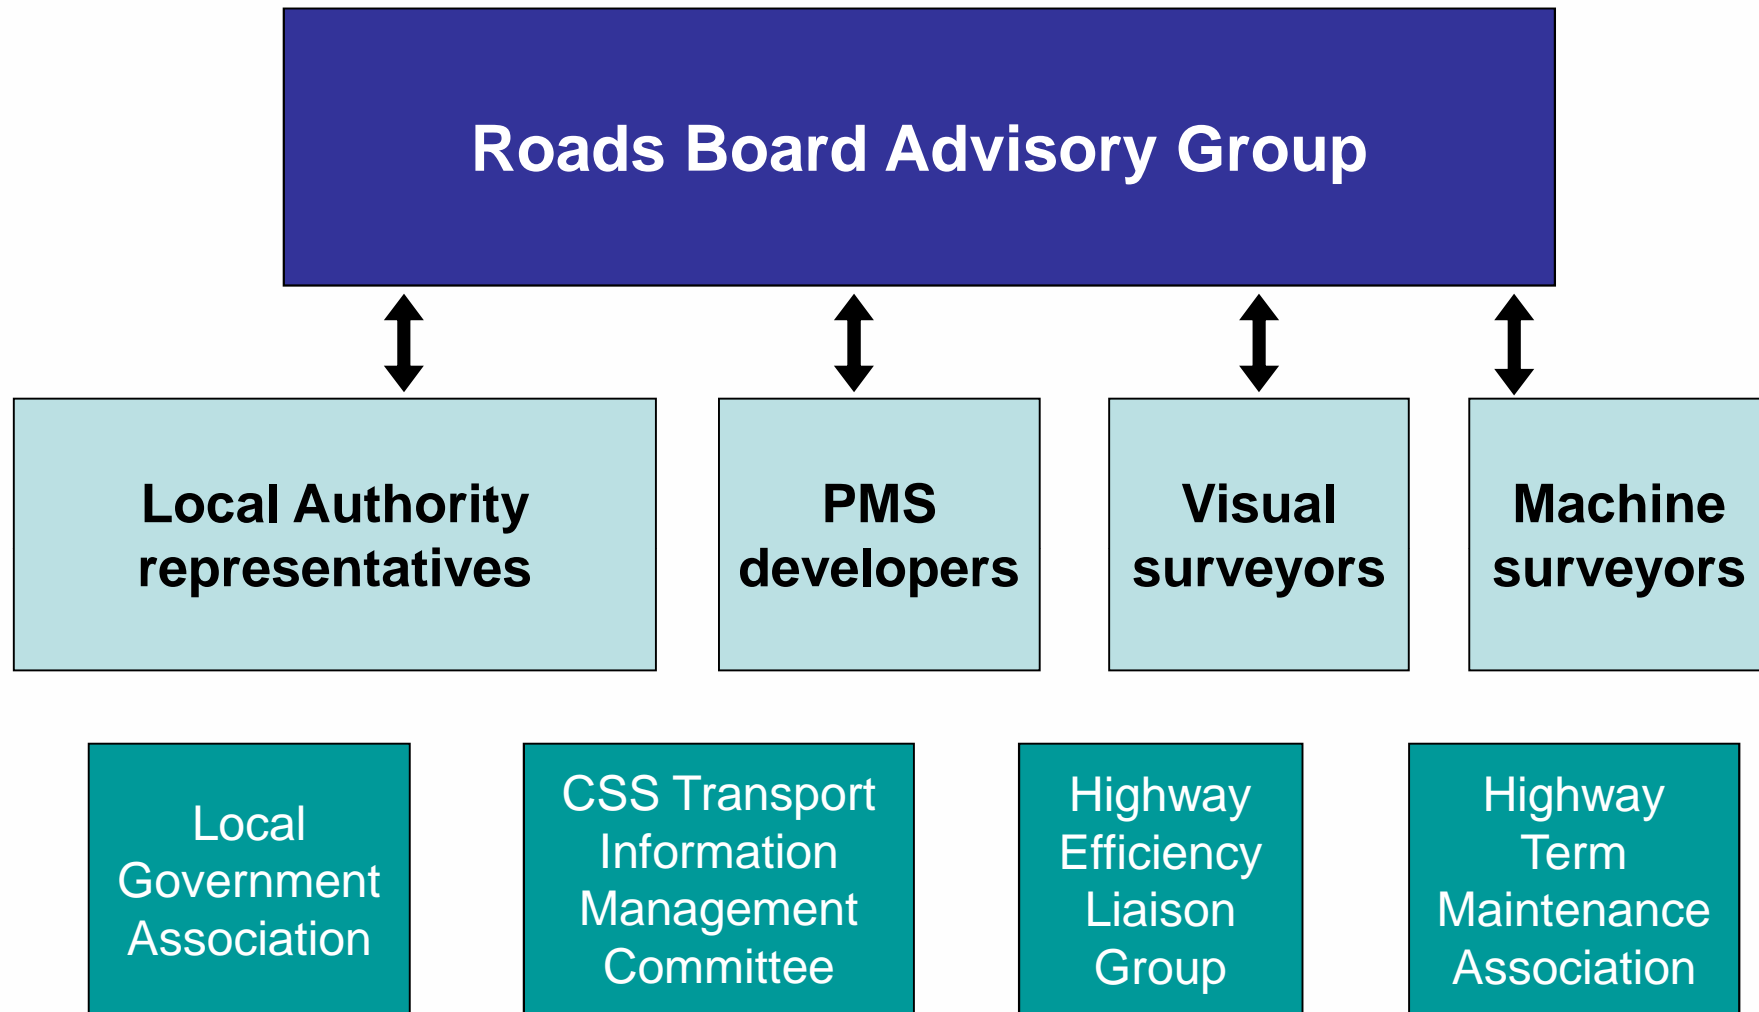 Roads Board Advisory Group
Local Authority
representatives
PMS
developers
Visual
surveyors
Machine
surveyors
Local
Government
Association
CSS Transport
Information
Management
Committee
Highway
Efficiency
Liaison
Group
Highway
Term
Maintenance
Association